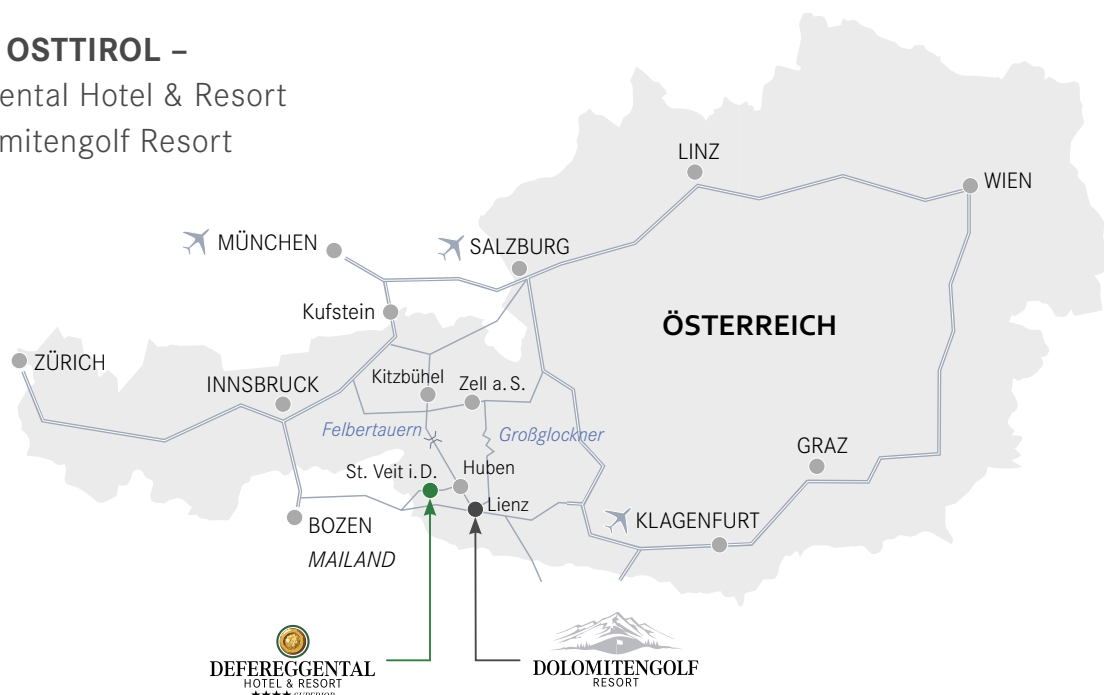 OSTTIROL –
ental Hotel & Resort
mitengolf Resort
LINZ
WIEN
MÜNCHEN
SALZBURG
Kufstein
ÖSTERREICH
ZÜRICH
INNSBRUCK
Kitzbühel
Zell a. S.
Felbertauern
Großglockner
GRAZ
St. Veit i. D.
Huben
Lienz
BOZEN
MAILAND
KLAGENFURT
DEFEREGGENTAL
HOTEL & RESORT
★★★★ SUPERIOR
DOLOMITENGOLF
RESORT